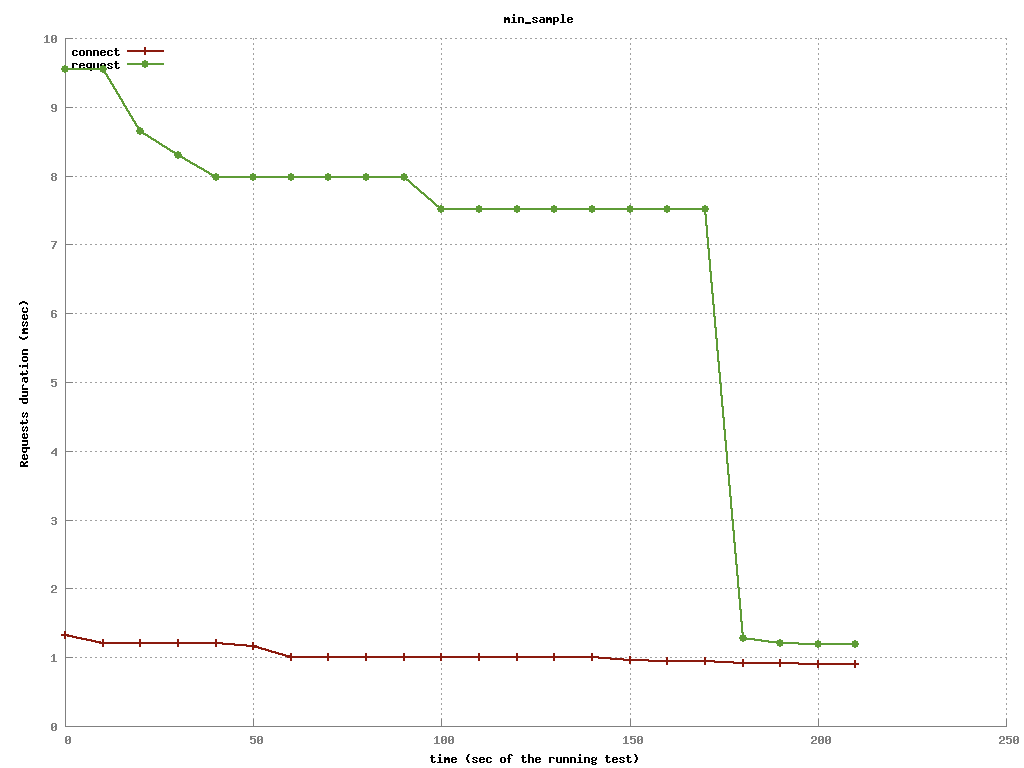 min_sample
connect
request
10
9
8
7
6
5
4
3
2
1
0
Requests duration (msec)
0 50 100 150 200 250
time (sec of the running test)